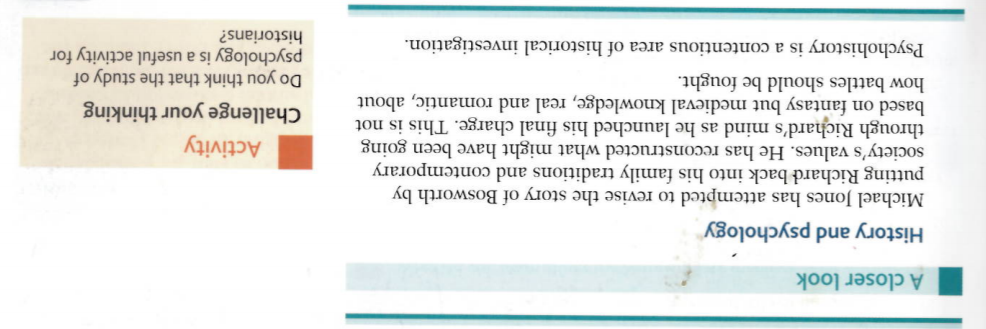 A closer look
History and psychology
Michael Jones has attempted to revise the story of Bosworth by
putting Richard back into his family traditions and contemporary
society's values. He has reconstructed what might have been going
through Richard's mind as he launched his final charge. This is not
based on fantasy but medieval knowledge, real and romantic, about
how battles should be fought.
Psychohistory is a contentious area of historical investigation.
Activity
Challenge your thinking
Do you think that the study of
psychology is a useful activity for
historians?